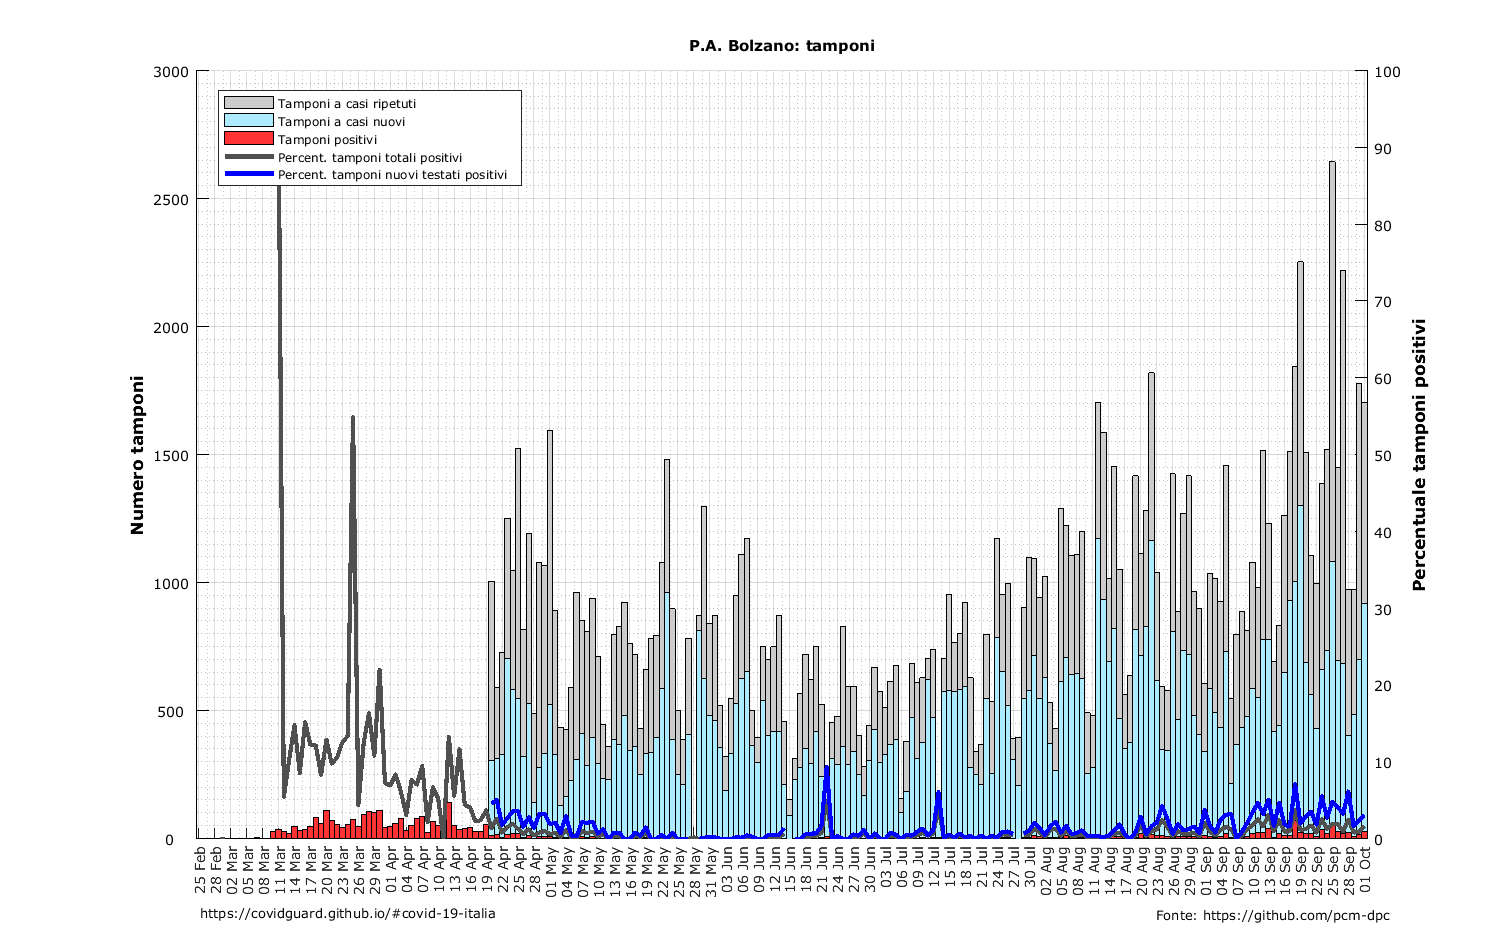 P.A. Bolzano: tamponi
3000
2500
2000
1500
1000
500
0
100
90
80
70
60
50
40
30
20
10
0
Numero tamponi
Percentuale tamponi positivi
Tamponi a casi ripetuti
Tamponi a casi nuovi
Tamponi positivi
Percent. tamponi totali positivi
Percent. tamponi nuovi testati positivi
25 Feb
28 Feb
02 Mar
05 Mar
08 Mar
11 Mar
14 Mar
17 Mar
20 Mar
23 Mar
26 Mar
29 Mar
01 Apr
04 Apr
07 Apr
10 Apr
13 Apr
16 Apr
19 Apr
22 Apr
25 Apr
28 Apr
01 May
04 May
07 May
10 May
13 May
16 May
19 May
22 May
25 May
28 May
31 May
03 Jun
06 Jun
09 Jun
12 Jun
15 Jun
18 Jun
21 Jun
24 Jun
27 Jun
30 Jun
03 Jul
06 Jul
09 Jul
12 Jul
15 Jul
18 Jul
21 Jul
24 Jul
27 Jul
30 Jul
02 Aug
05 Aug
08 Aug
11 Aug
14 Aug
17 Aug
20 Aug
23 Aug
26 Aug
29 Aug
01 Sep
04 Sep
07 Sep
10 Sep
13 Sep
16 Sep
19 Sep
22 Sep
25 Sep
28 Sep
01 Oct
https://covidguard.github.io/#covid-19-italia
Fonte: https://github.com/pcm-dpc